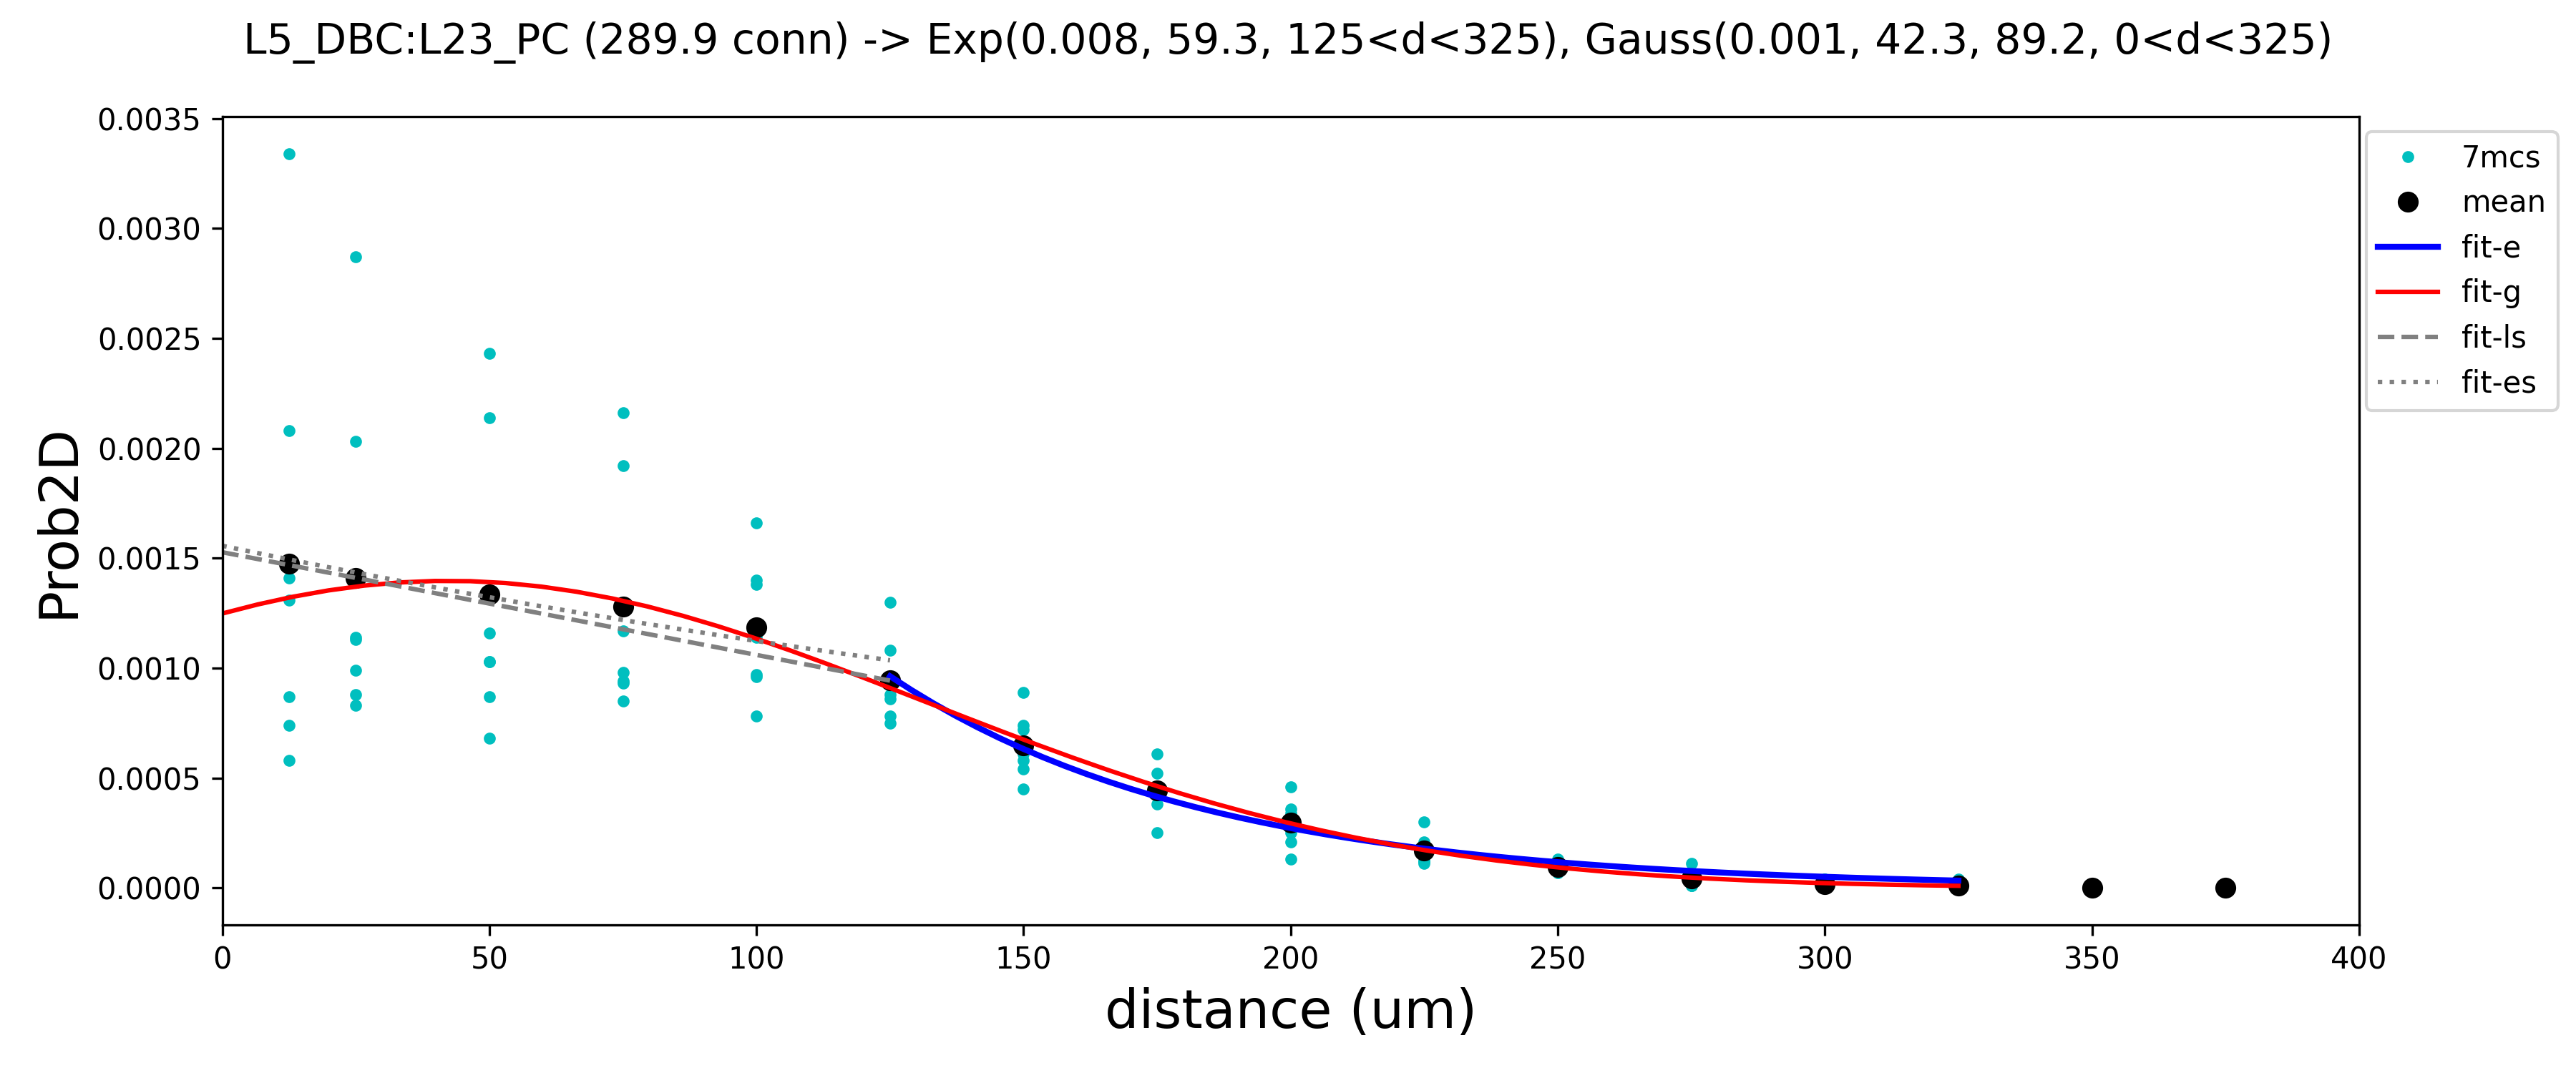 L5_DBC:L23_PC (289.9 conn) -> Exp(0.008, 59.3, 125<d<325), Gauss(0.001, 42.3, 89.2, 0<d<325)
0.0035
0.0030
0.0025
0.0020
0.0015
0.0010
0.0005
0.0000
Prob2D
0 50 100 150 200 250 300 350 400
distance (um)
7mcs
mean
fit-e
fit-g
fit-ls
fit-es